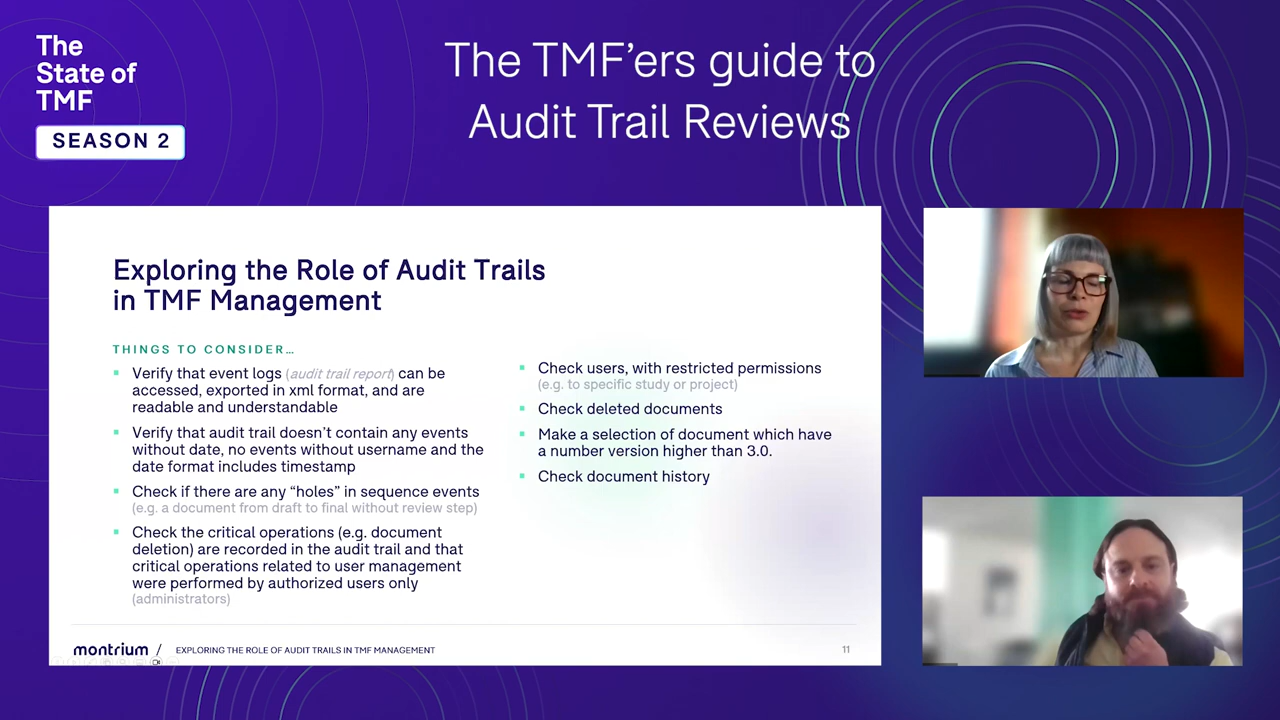 The
State of
TMF
SEASON 2
The TMF’ers guide to
Audit Trail Reviews
Exploring the Role of Audit Trails
in TMF Management
THINGS TO CONSIDER…
Verify that event logs (audit trail report) can be
accessed, exported in xml format, and are
readable and understandable
Verify that audit trail doesn’t contain any events
without date, no events without username and the
date format includes timestamp
Check if there are any “holes” in sequence events
(e.g. a document from draft to final without review step)
Check the critical operations (e.g. document
deletion) are recorded in the audit trail and that
critical operations related to user management
were performed by authorized users only
(administrators)
Check users, with restricted permissions
(e.g. to specific study or project)
Check deleted documents
Make a selection of document which have
a number version higher than 3.0.
Check document history
montrium / EXPLORING THE ROLE OF AUDIT TRAILS IN TMF MANAGEMENT
11